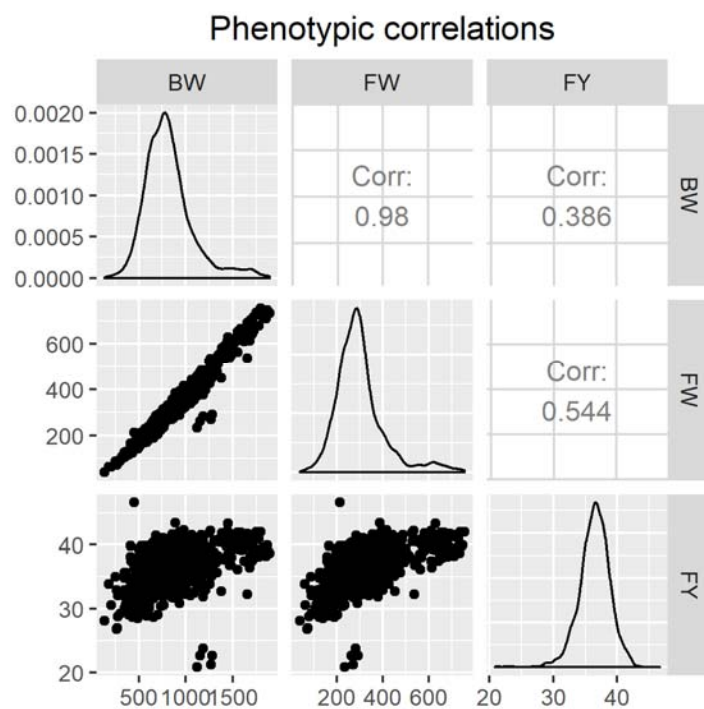 Phenotypic correlations
BW FW FY
0.0020
0.0015
0.0010
0.0005
0.0000
Corr:
0.98
Corr:
0.386
BW
600
400
200
Corr:
0.544
FW
40
30
20
FY
500 1000 1500
200 400 600
20 30 40